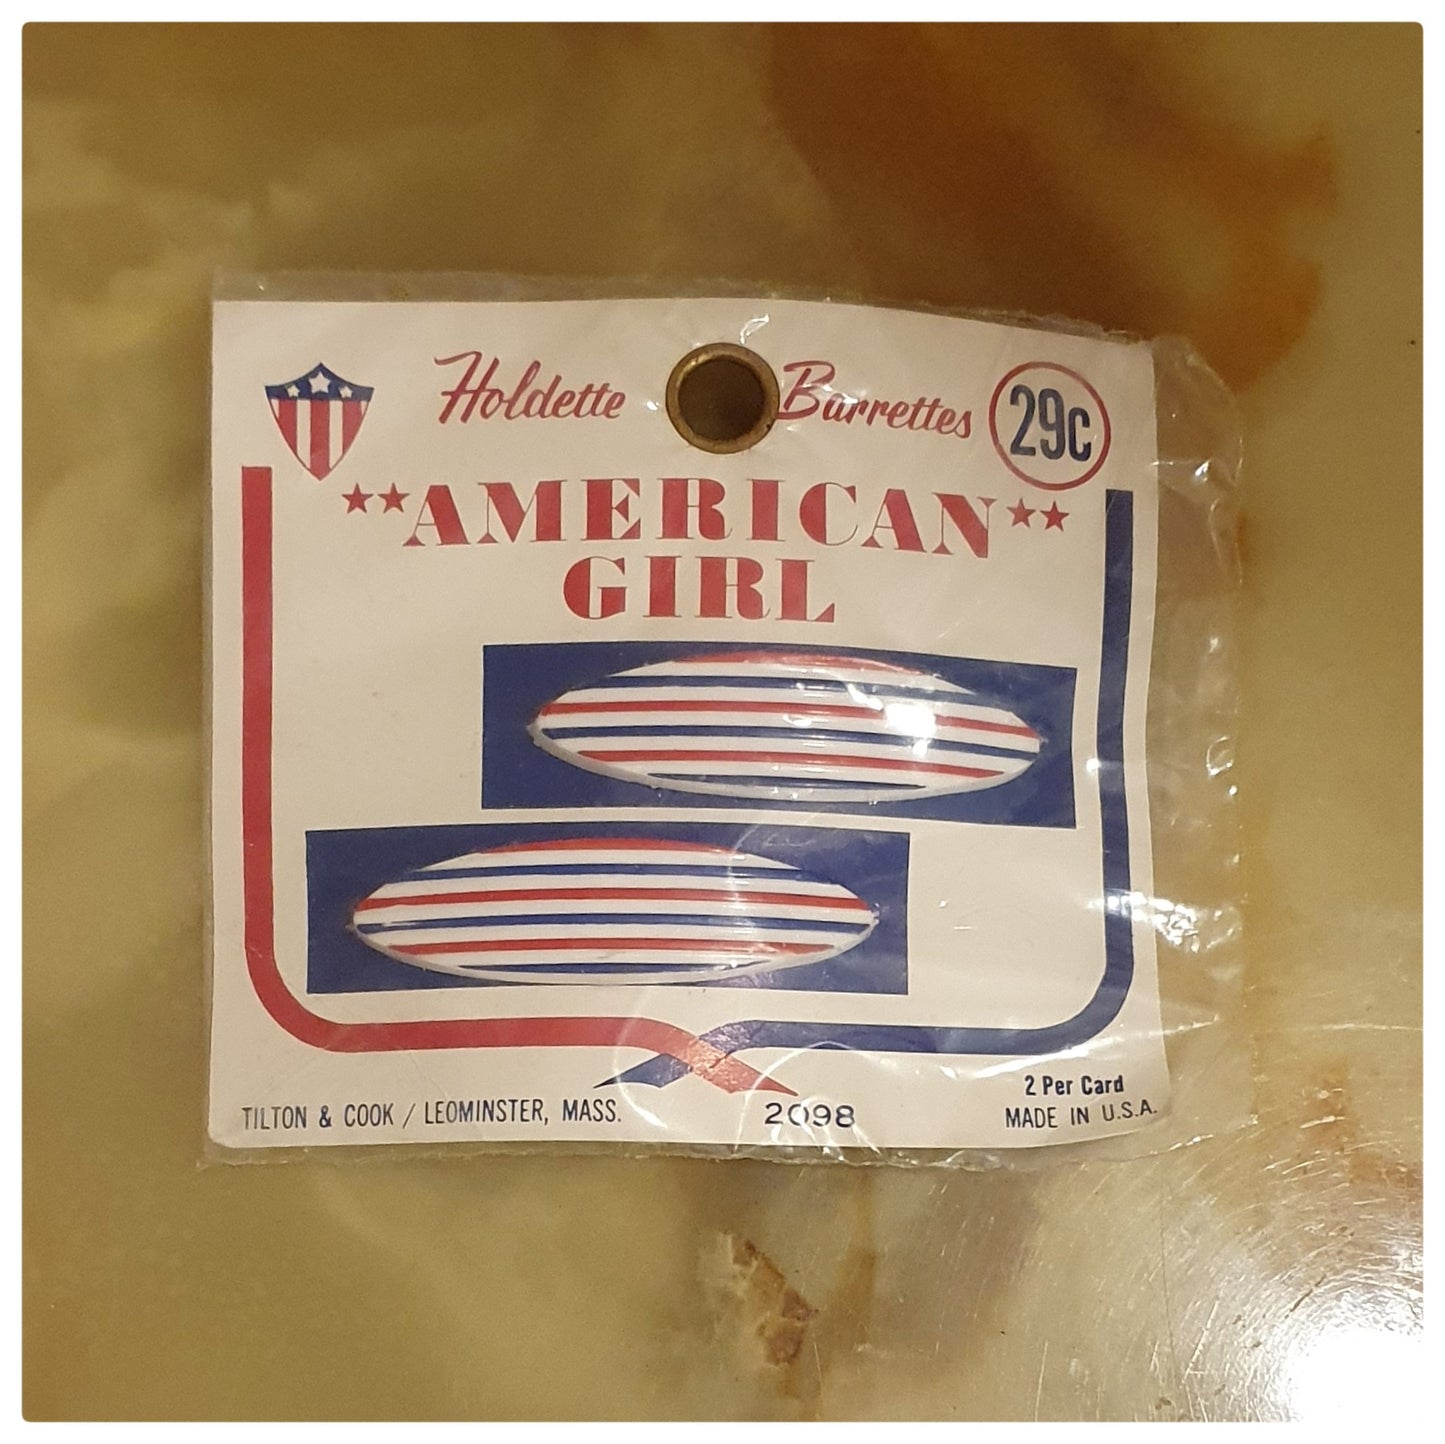 Holdette Barrettes 29c
**AMERICAN**
GIRL
2 Per Card
TILTON & COOK / LEOMINSTER, MASS. 2098 MADE IN U.S.A.